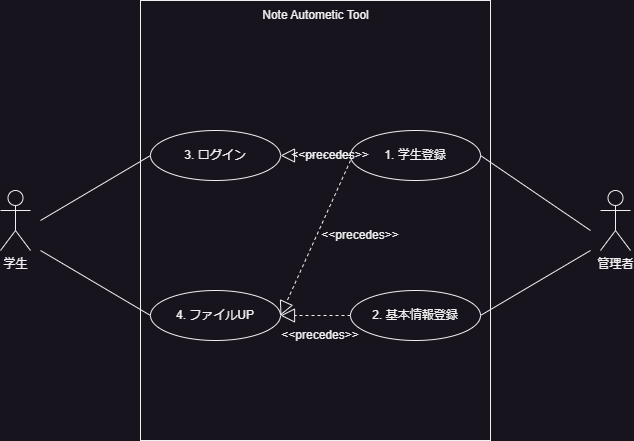 Note Autometic Tool
3. ログイン
<<precedes>>
1. 学生登録
<<precedes>>
学生
管理者
4. ファイルUP
2. 基本情報登録
<<precedes>>